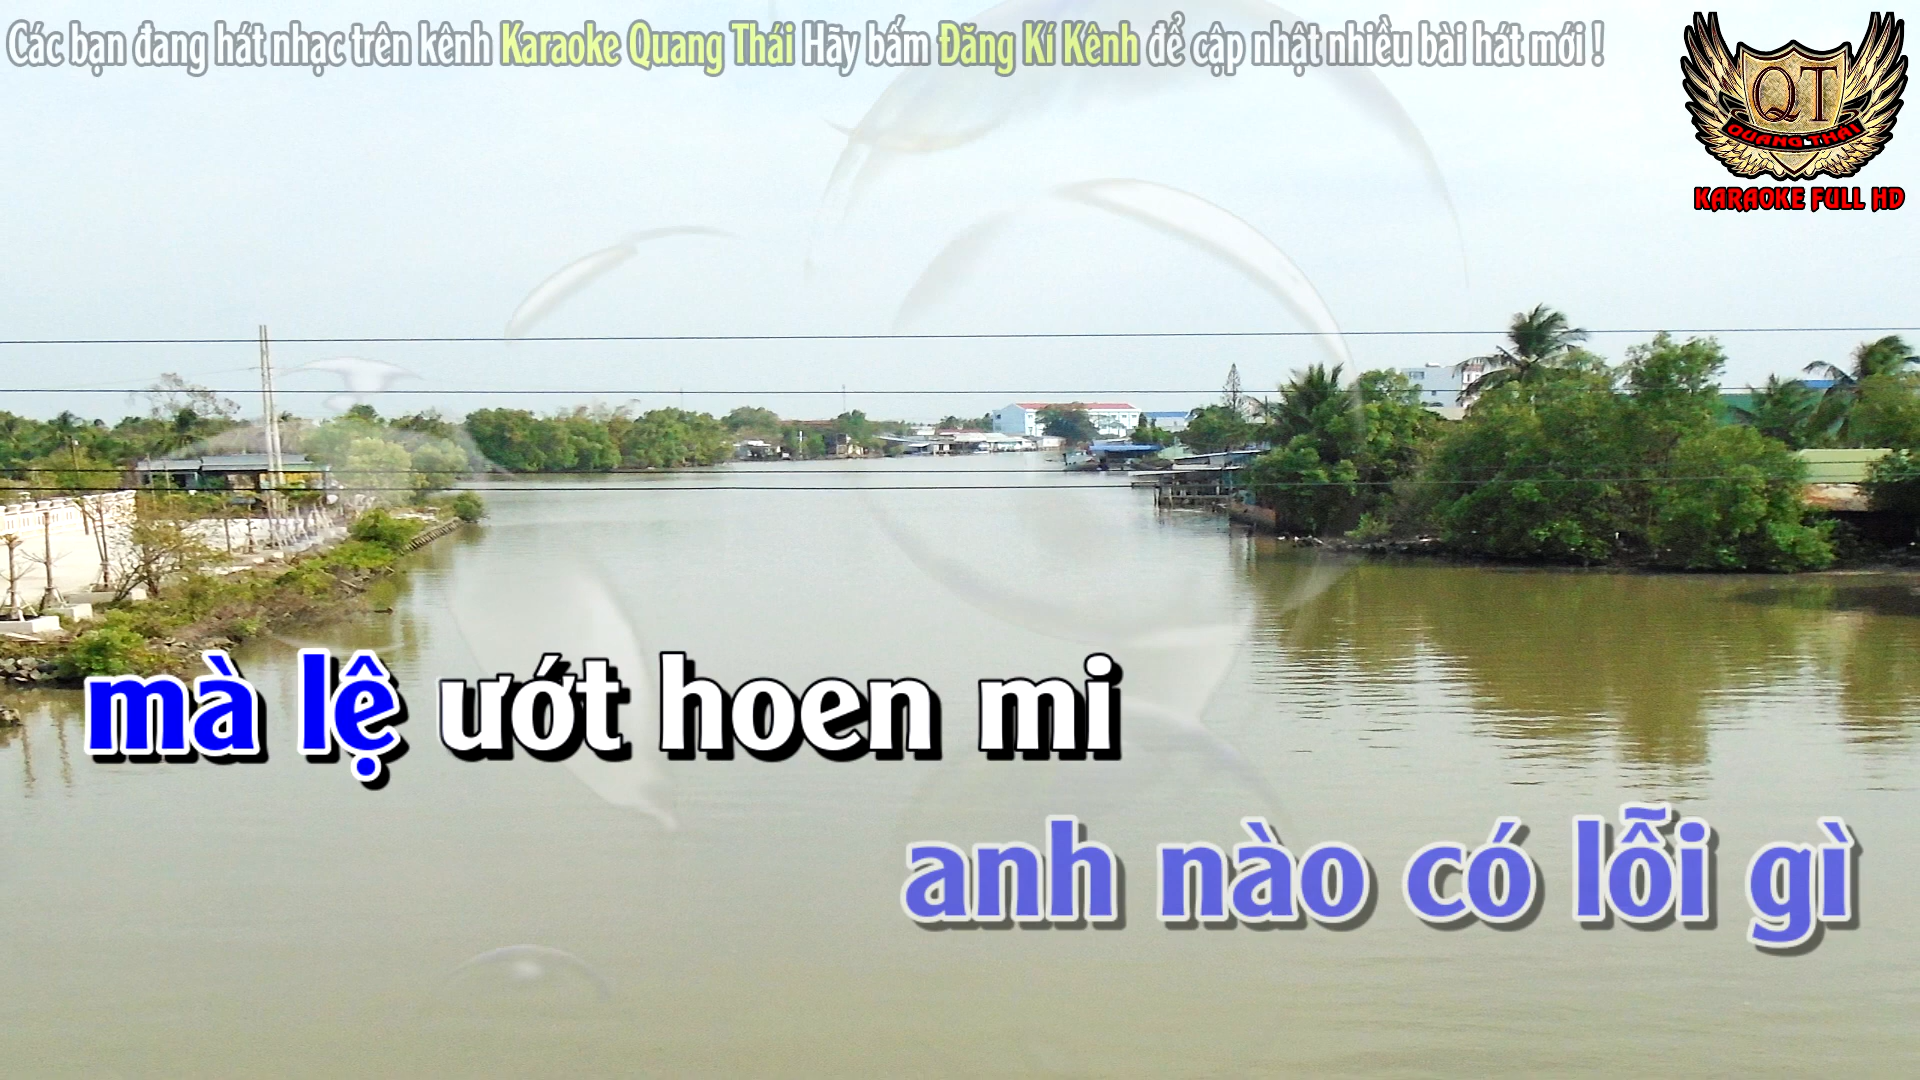 Các bạn đang hát nhạc trên kênh Karaoke Quang Thái Hãy bấm Đăng Kí Kênh để cập nhật nhiều bài hát mới !
QT
QUANG THÁI
KARAOKE FULL HD
mà lệ ướt hoen mi
anh nào có lỗi gì